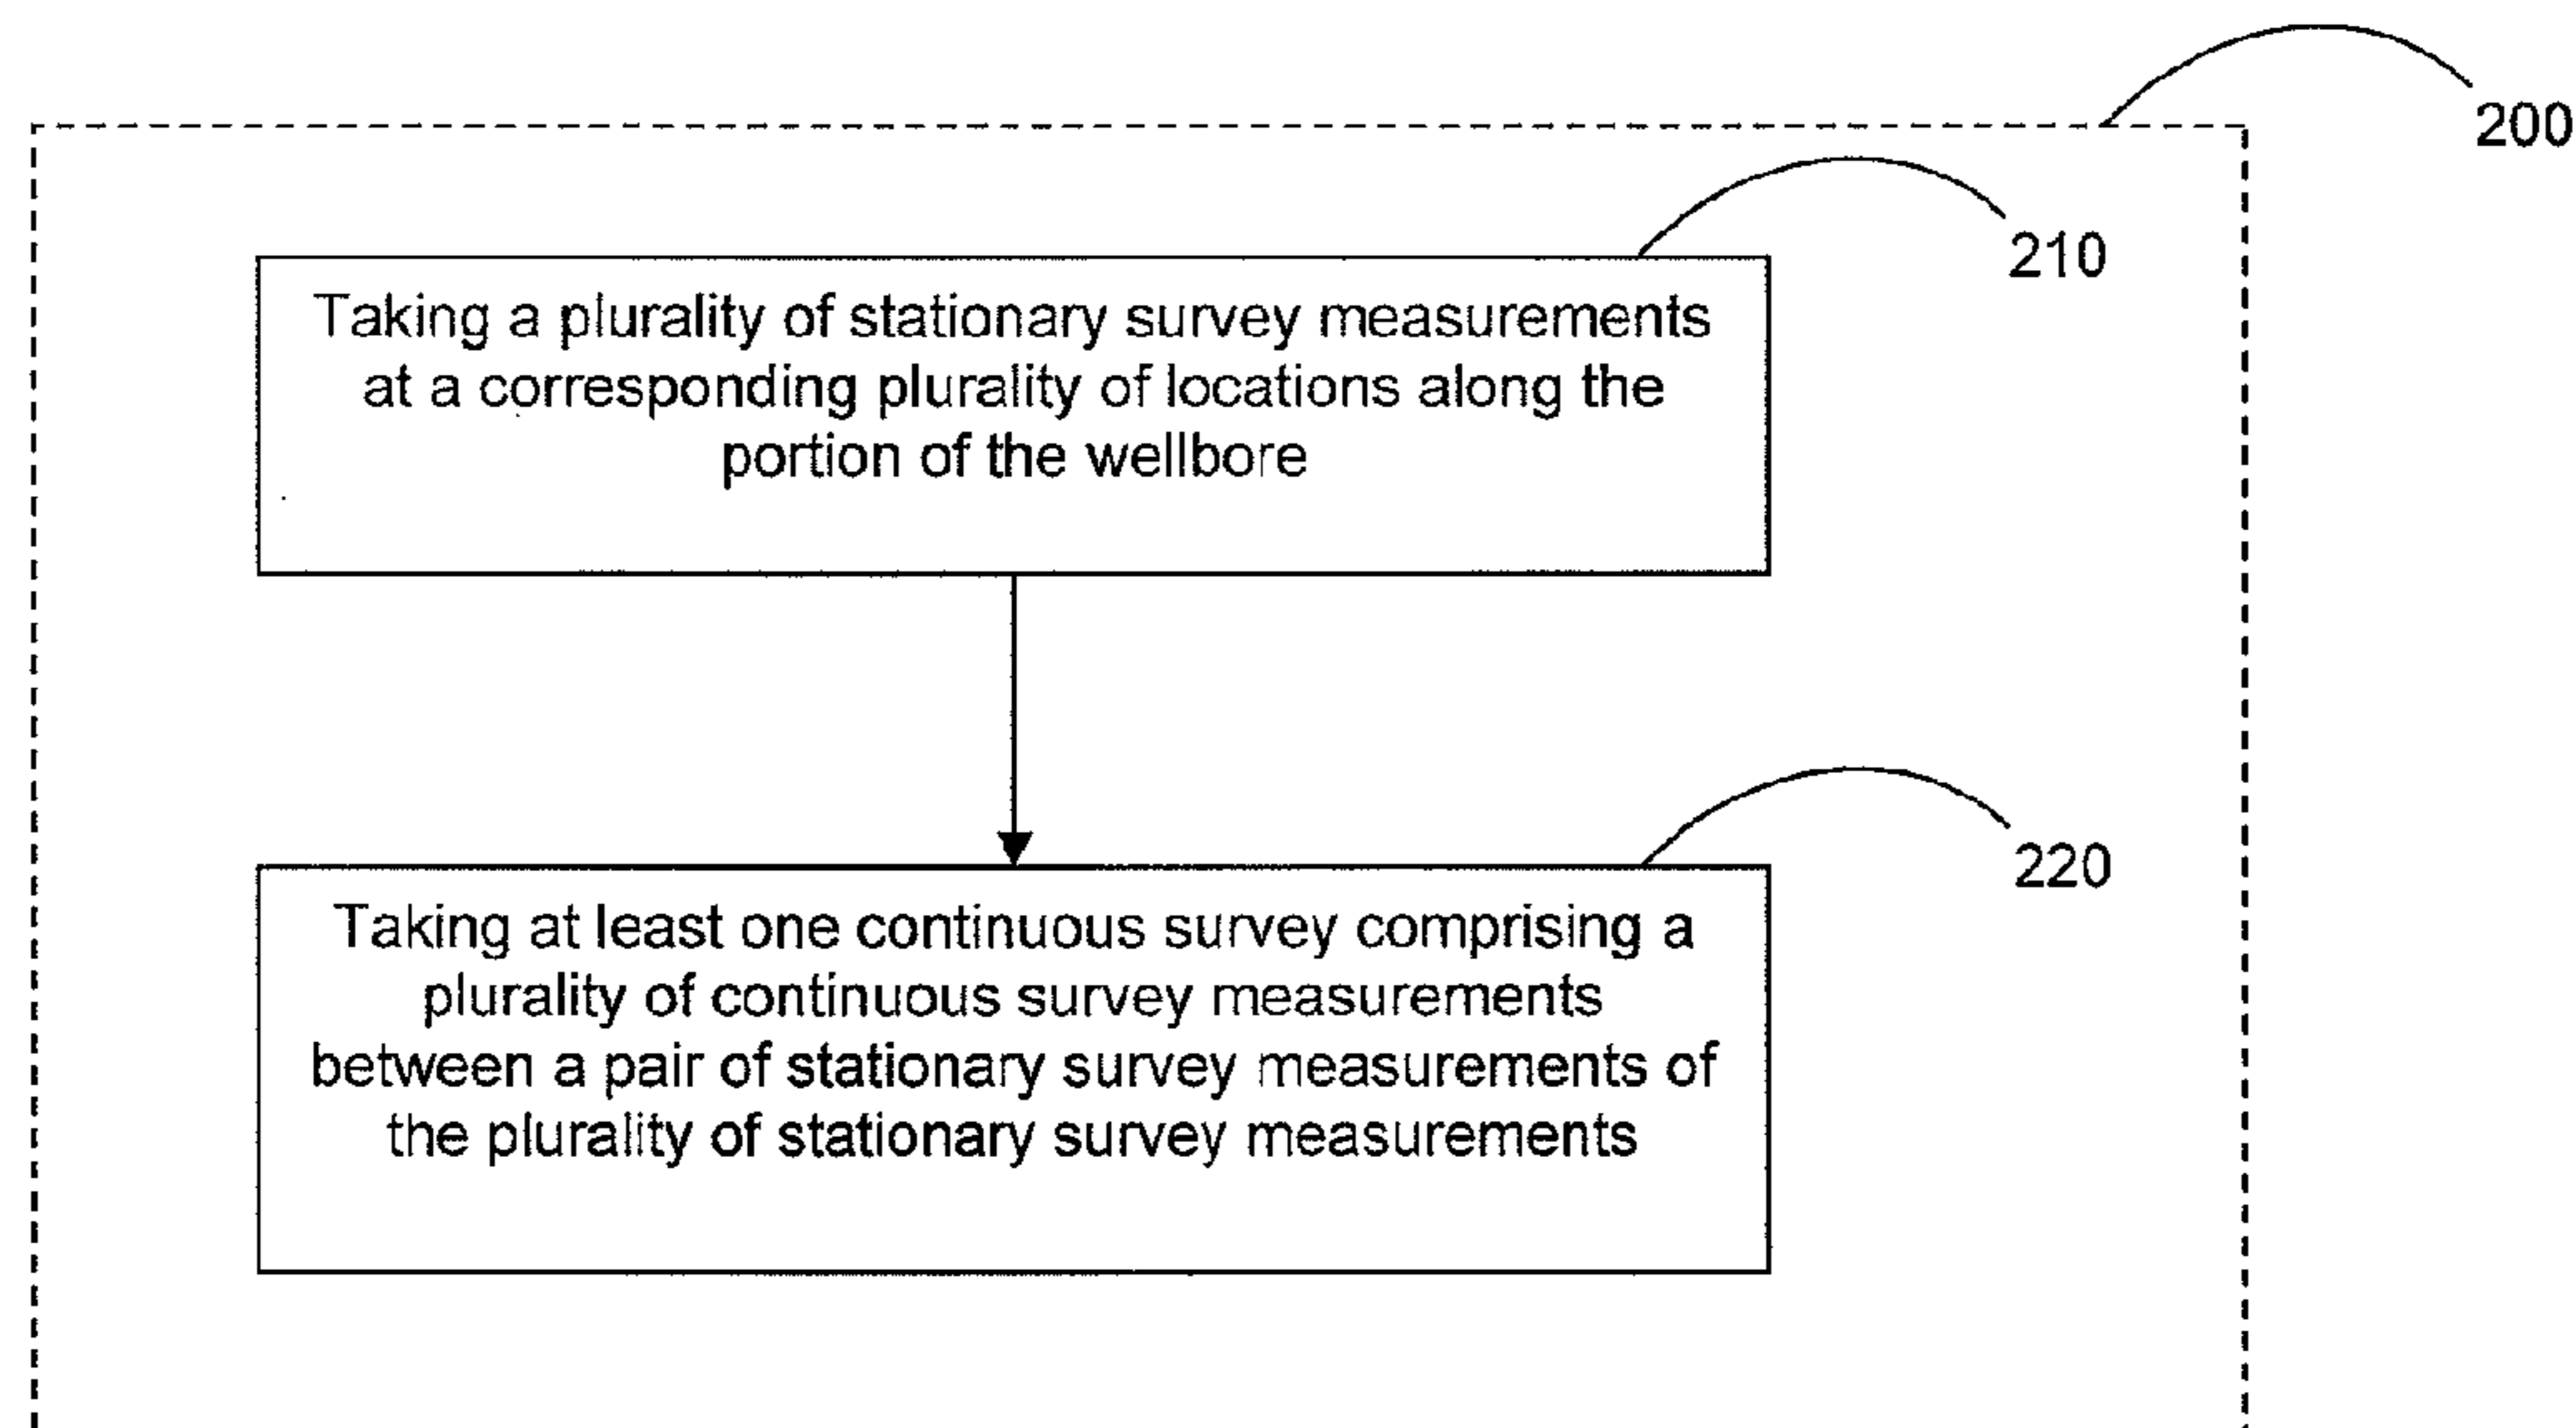 200
210
Taking a plurality of stationary survey measurements
at a corresponding plurality of locations along the
portion of the wellbore
220
Taking at least one continuous survey comprising a
plurality of continuous survey measurements
between a pair of stationary survey measurements of
the plurality of stationary survey measurements